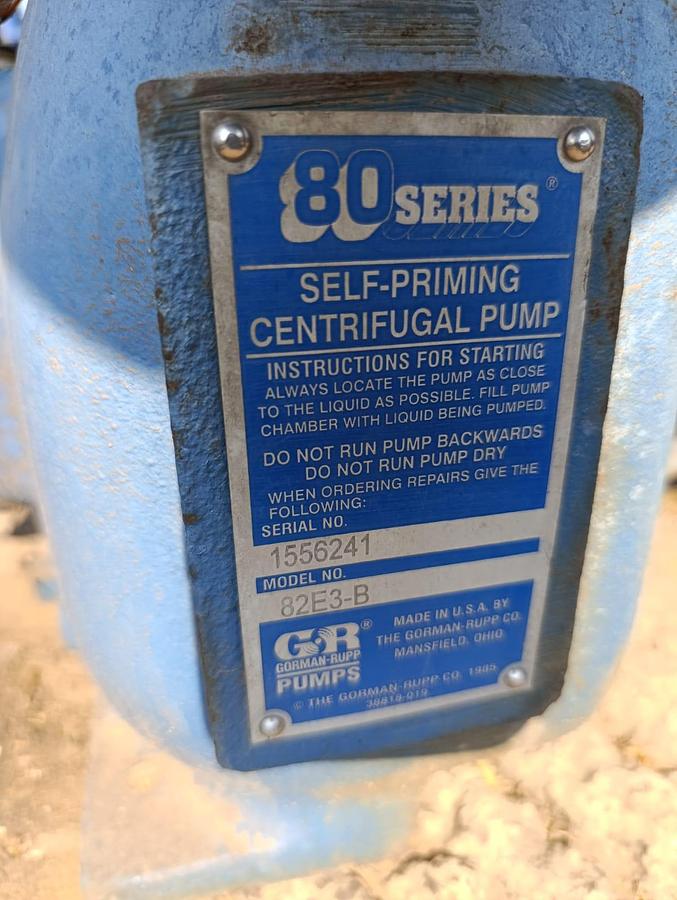 80 SERIES ®
SELF-PRIMING
CENTRIFUGAL PUMP
INSTRUCTIONS FOR STARTING
ALWAYS LOCATE THE PUMP AS CLOSE
TO THE LIQUID AS POSSIBLE. FILL PUMP
CHAMBER WITH LIQUID BEING PUMPED.
DO NOT RUN PUMP BACKWARDS
DO NOT RUN PUMP DRY
WHEN ORDERING REPAIRS GIVE THE
FOLLOWING:
SERIAL NO.
1556241
MODEL NO.
82E3-B
GR ®
GORMAN-RUPP
PUMPS
MADE IN U.S.A. BY
THE GORMAN-RUPP CO.
MANSFIELD, OHIO
© THE GORMAN-RUPP CO. 1985
38818-019